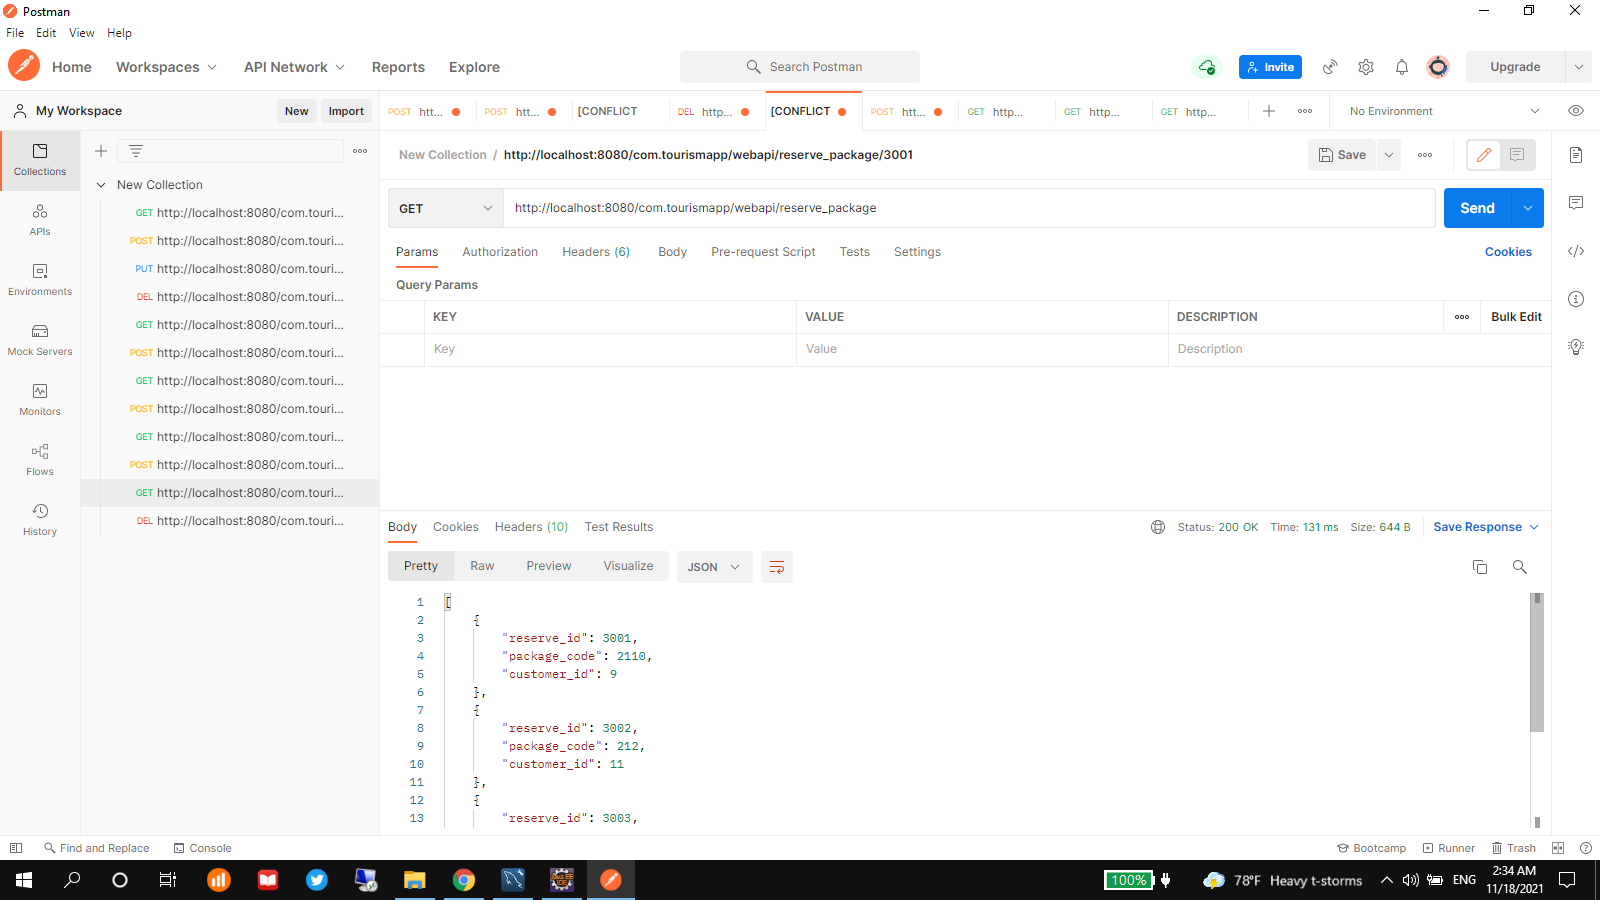 Postman
File Edit View Help
Home Workspaces API Network Reports Explore Search Postman Invite Upgrade
My Workspace New Import
POST htt... POST htt... [CONFLICT DEL http... [CONFLICT POST htt... GET http... GET http... GET http... No Environment
New Collection / http://localhost:8080/com.tourismapp/webapi/reserve_package/3001 Save
Collections
APIs
Environments
Mock Servers
Monitors
Flows
History
New Collection
GET http://localhost:8080/com.touri...
POST http://localhost:8080/com.touri...
PUT http://localhost:8080/com.touri...
DEL http://localhost:8080/com.touri...
GET http://localhost:8080/com.touri...
POST http://localhost:8080/com.touri...
GET http://localhost:8080/com.touri...
POST http://localhost:8080/com.touri...
GET http://localhost:8080/com.touri...
POST http://localhost:8080/com.touri...
GET http://localhost:8080/com.touri...
DEL http://localhost:8080/com.touri...
GET http://localhost:8080/com.tourismapp/webapi/reserve_package Send
Params Authorization Headers (6) Body Pre-request Script Tests Settings Cookies
Query Params
KEY VALUE DESCRIPTION Bulk Edit
Key Value Description
Body Cookies Headers (10) Test Results Status: 200 OK Time: 131 ms Size: 644 B Save Response
Pretty Raw Preview Visualize JSON
1 [
2 {
3 "reserve_id": 3001,
4 "package_code": 2110,
5 "customer_id": 9
6 },
7 {
8 "reserve_id": 3002,
9 "package_code": 212,
10 "customer_id": 11
11 },
12 {
13 "reserve_id": 3003,
Find and Replace Console Bootcamp Runner Trash
100% 78°F Heavy t-storms ENG 2:34 AM
11/18/2021